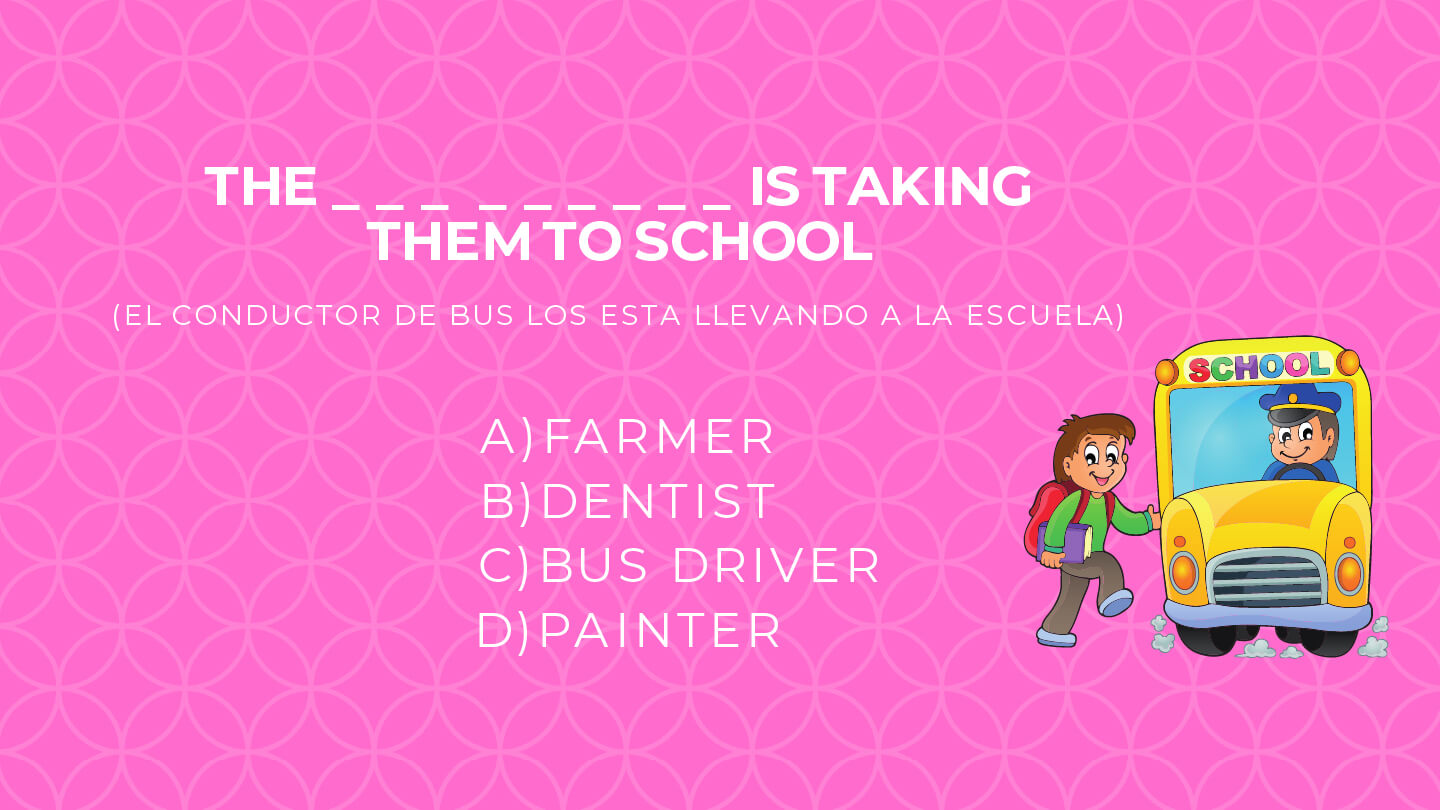 THE _ _ _  _ _ _ _ _ _ IS TAKING
THEM TO SCHOOL
(EL CONDUCTOR DE BUS LOS ESTA LLEVANDO A LA ESCUELA)
SCHOOL
A)FARMER
B)DENTIST
C)BUS DRIVER
D)PAINTER